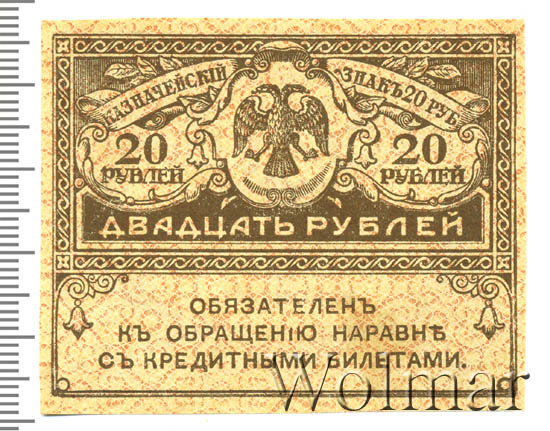 КАЗНАЧЕЙСКІЙ ЗНАКЪ 20 РУБ.
20 РУБЛЕЙ
20 РУБЛЕЙ
ДВАДЦАТЬ РУБЛЕЙ
ОБЯЗАТЕЛЕНЪ
КЪ ОБРАЩЕНІЮ НАРАВНѢ
СЪ КРЕДИТНЫМИ БИЛЕТАМИ.
Wolmar